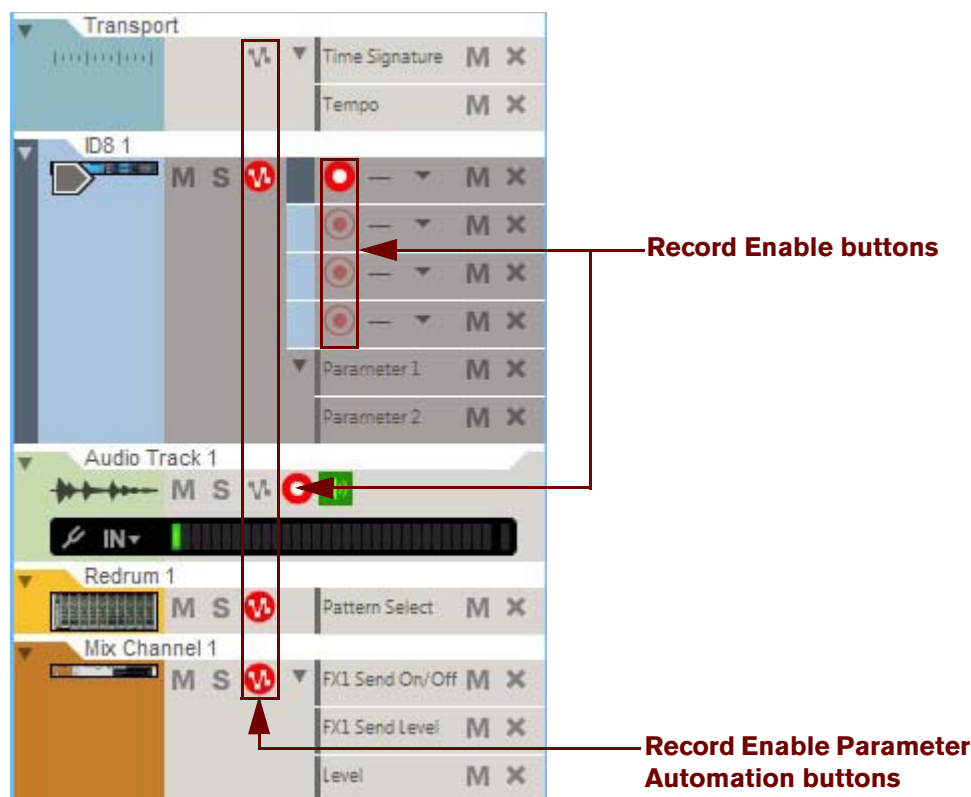 Transport
Time Signature M ×
Tempo M ×
ID8 1
M S M ×
M ×
M ×
M ×
Parameter 1 M ×
Parameter 2 M ×
Record Enable buttons
Audio Track 1
M S
IN
Redrum 1
M S Pattern Select M ×
Mix Channel 1
M S FX1 Send On/Off M ×
FX1 Send Level M ×
Level M ×
Record Enable Parameter
Automation buttons